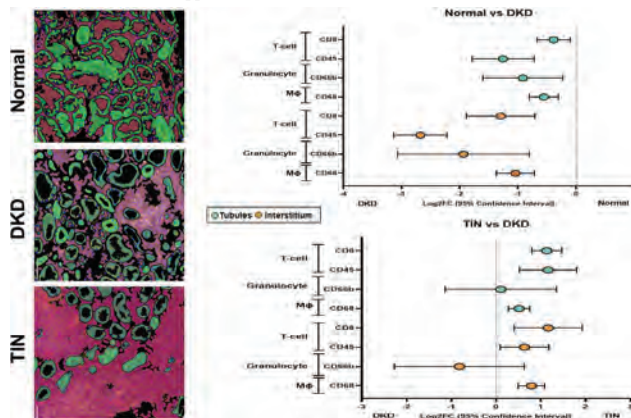 Normal
DKD
TIN
Normal vs DKD
T-cell
CD8
CD45
Granulocyte
CD66b
MΦ
CD68
T-cell
CD8
CD45
Granulocyte
CD66b
MΦ
CD68
-4 -3 -2 -1 0 1
DKD Log2FC (95% Confidence Interval) Normal
Tubules Interstitium
TIN vs DKD
T-cell
CD8
CD45
Granulocyte
CD66b
MΦ
CD68
T-cell
CD8
CD45
Granulocyte
CD66b
MΦ
CD68
-3 -2 -1 0 1 2 3
DKD Log2FC (95% Confidence Interval) TIN